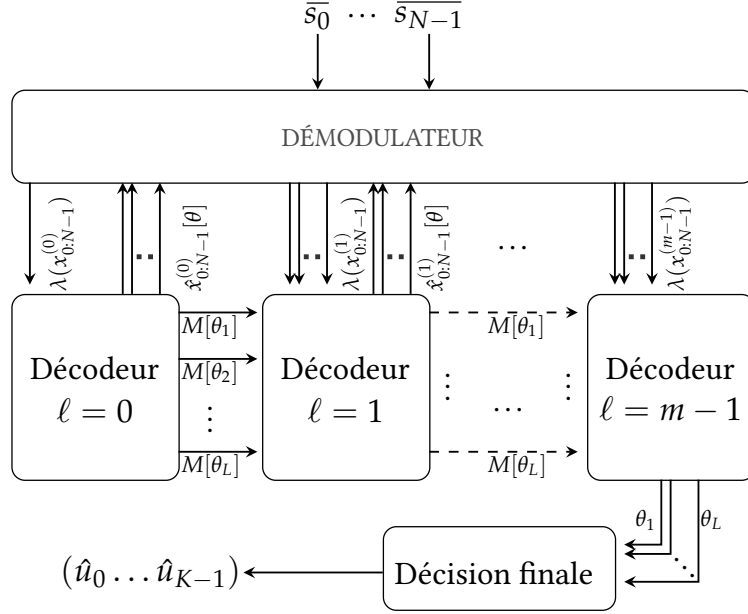 s̅₀ ⋯ s̅_{N−1}
DÉMODULATEUR
λ(x^{(0)}_{0:N−1})
x̂^{(0)}_{0:N−1}[θ]
λ(x^{(1)}_{0:N−1})
x̂^{(1)}_{0:N−1}[θ]
⋯
λ(x^{(m-1)}_{0:N−1})
Décodeur
ℓ = 0
M[θ₁]
M[θ₂]
⋮
M[θ_L]
Décodeur
ℓ = 1
M[θ₁]
⋮ ⋯ ⋮
M[θ_L]
Décodeur
ℓ = m − 1
θ₁ θ_L
Décision finale
(û₀ … û_{K−1})